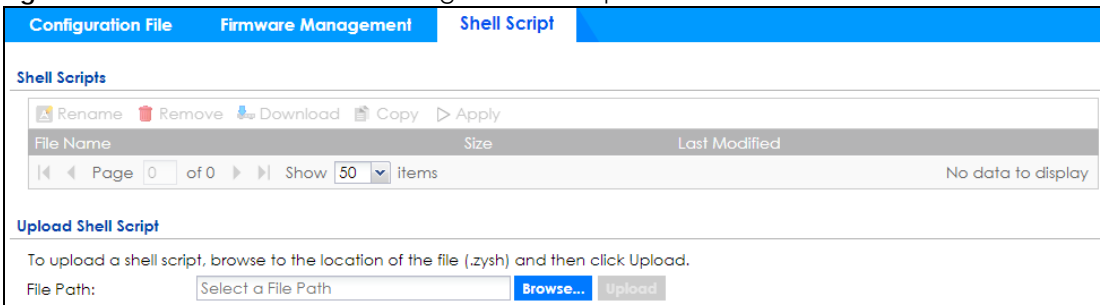 Configuration File Firmware Management Shell Script
Shell Scripts
Rename Remove Download Copy Apply
File Name Size Last Modified
Page 0 of 0 Show 50 items No data to display
Upload Shell Script
To upload a shell script, browse to the location of the file (.zysh) and then click Upload.
File Path: Select a File Path Browse... Upload